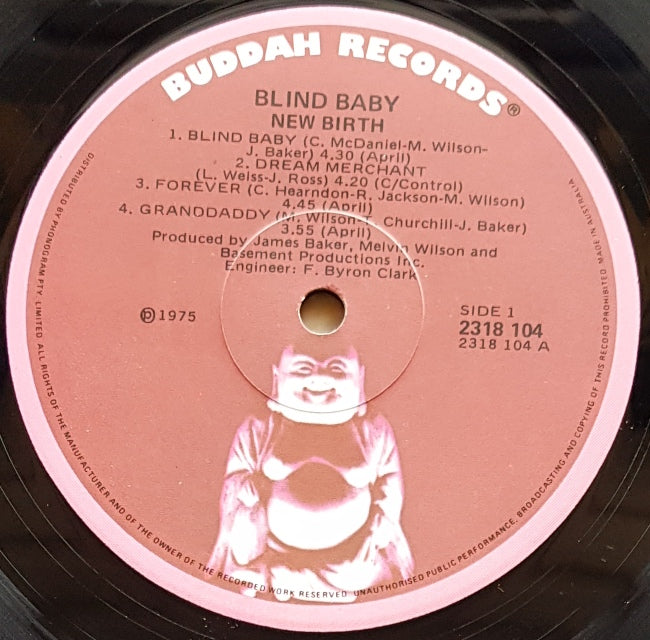 BUDDAH RECORDS®
BLIND BABY
NEW BIRTH
1. BLIND BABY (C. McDaniel-M. Wilson-
J. Baker) 4.30 (April)
2. DREAM MERCHANT
(L. Weiss-J. Ross) 4.20 (C/Control)
3. FOREVER (C. Hearndon-R. Jackson-M. Wilson)
4.45 (April)
4. GRANDDADDY (M. Wilson-T. Churchill-J. Baker)
3.55 (April)
Produced by James Baker, Melvin Wilson and
Basement Productions Inc.
Engineer: F. Byron Clark
℗1975
SIDE 1
2318 104
2318 104 A
DISTRIBUTED BY PHONOGRAM PTY. LIMITED. ALL RIGHTS OF THE MANUFACTURER AND OF THE OWNER OF THE RECORDED WORK RESERVED. UNAUTHORISED PUBLIC PERFORMANCE, BROADCASTING AND COPYING OF THIS RECORD PROHIBITED. MADE IN AUSTRALIA